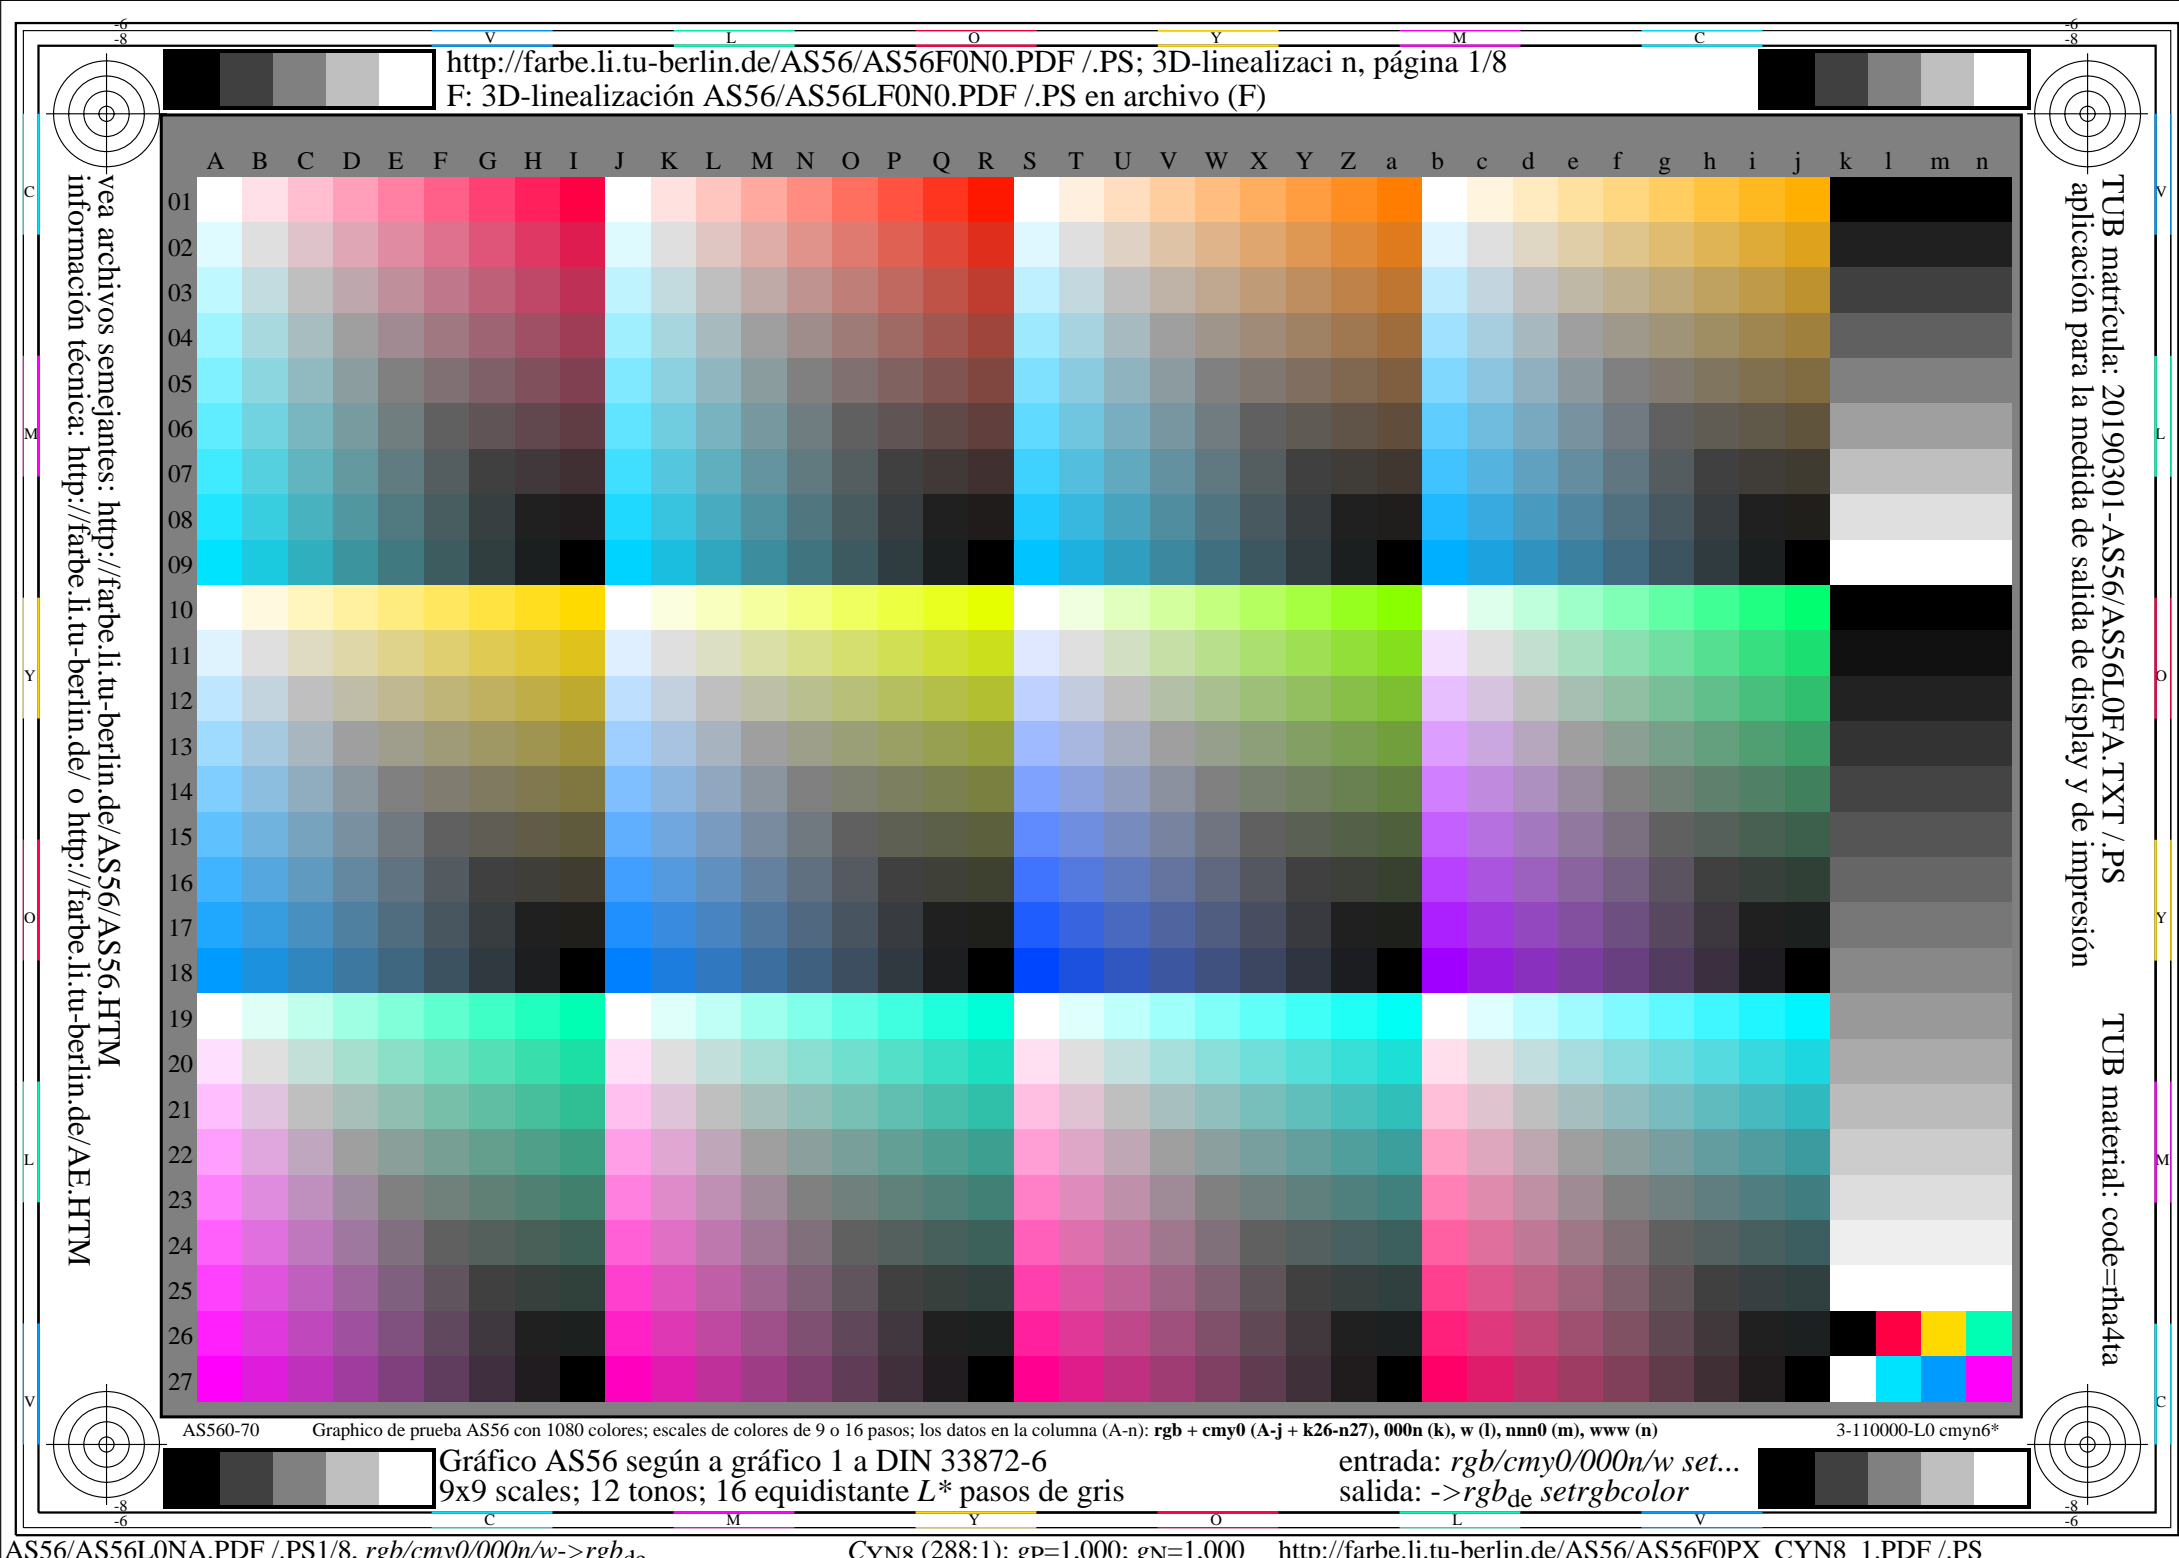 -6
-8
V L O Y M C
-6
-8
http://farbe.li.tu-berlin.de/AS56/AS56F0N0.PDF /.PS; 3D-linealizaci n, página 1/8
F: 3D-linealización AS56/AS56LF0N0.PDF /.PS en archivo (F)
A B C D E F G H I J K L M N O P Q R S T U V W X Y Z a b c d e f g h i j k l m n
01
02
03
04
05
06
07
08
09
10
11
12
13
14
15
16
17
18
19
20
21
22
23
24
25
26
27
C
M
Y
O
L
V
vea archivos semejantes: http://farbe.li.tu-berlin.de/AS56/AS56.HTM
información técnica: http://farbe.li.tu-berlin.de/ o http://farbe.li.tu-berlin.de/AE.HTM
TUB matrícula: 20190301-AS56/AS56L0FA.TXT /.PS
aplicación para la medida de salida de display y de impresión
TUB material: code=rha4ta
V
L
O
Y
M
C
AS560-70
Graphico de prueba AS56 con 1080 colores; escales de colores de 9 o 16 pasos; los datos en la columna (A-n): rgb + cmy0 (A-j + k26-n27), 000n (k), w (l), nnn0 (m), www (n)
3-110000-L0 cmyn6*
Gráfico AS56 según a gráfico 1 a DIN 33872-6
9x9 scales; 12 tonos; 16 equidistante L* pasos de gris
entrada: rgb/cmy0/000n/w set...
salida: ->rgbde setrgbcolor
-8
-6
C M Y O L V
-8
-6
AS56/AS56L0NA.PDF /.PS1/8, rgb/cmy0/000n/w->rgbde
CYN8 (288:1): gP=1.000; gN=1.000
http://farbe.li.tu-berlin.de/AS56/AS56F0PX_CYN8_1.PDF /.PS